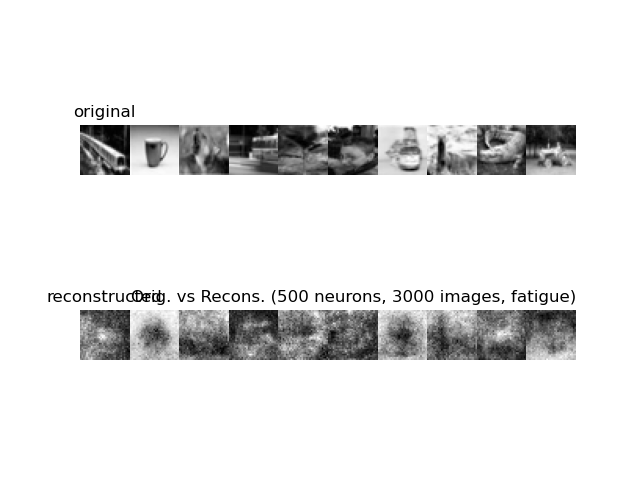 original
reconstructed
Orig. vs Recons. (500 neurons, 3000 images, fatigue)